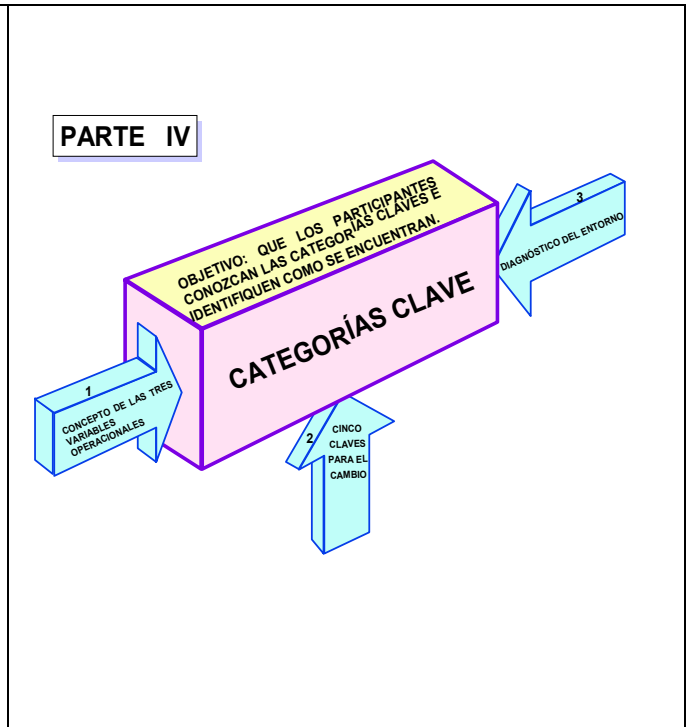 PARTE IV
OBJETIVO: QUE LOS PARTICIPANTES
CONOZCAN LAS CATEGORÍAS CLAVES E
IDENTIFIQUEN COMO SE ENCUENTRAN.
CATEGORÍAS CLAVE
1
CONCEPTO DE LAS TRES
VARIABLES
OPERACIONALES
2
CINCO
CLAVES
PARA EL
CAMBIO
3
DIAGNÓSTICO DEL ENTORNO